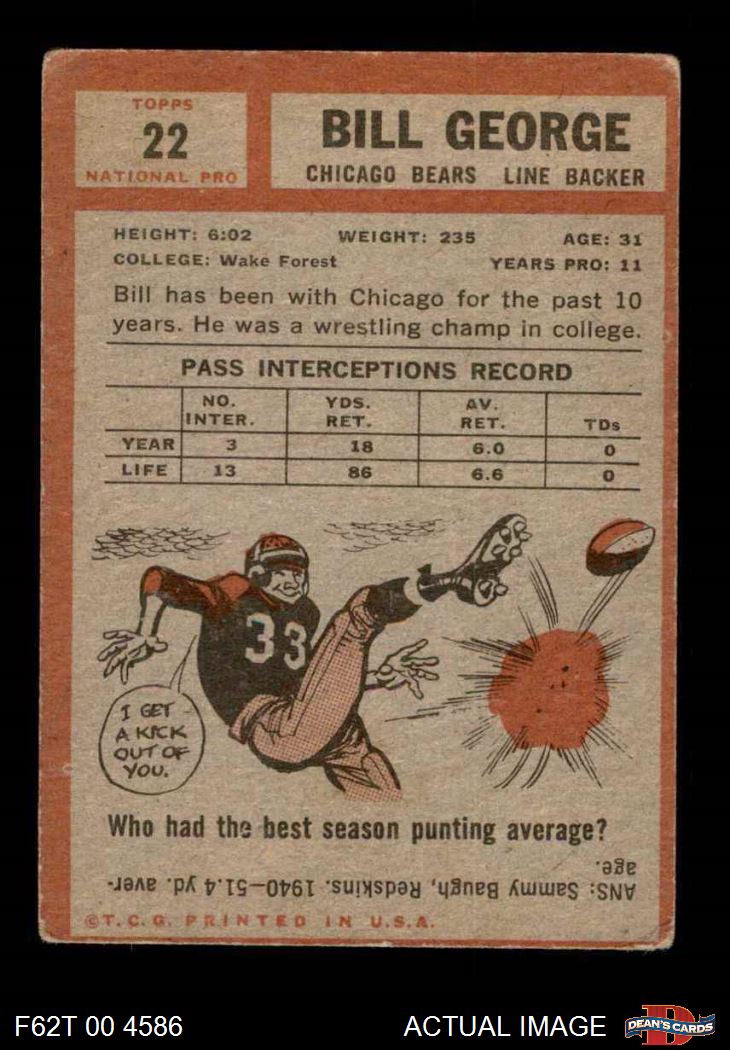 TOPPS
22
NATIONAL PRO
BILL GEORGE
CHICAGO BEARS LINE BACKER
HEIGHT: 6:02 WEIGHT: 235 AGE: 31
COLLEGE: Wake Forest YEARS PRO: 11
Bill has been with Chicago for the past 10
years. He was a wrestling champ in college.
PASS INTERCEPTIONS RECORD
NO. INTER. YDS. RET. AV. RET. TDs
YEAR 3 18 6.0 0
LIFE 13 86 6.6 0
33
I GET
A KICK
OUT OF
YOU.
Who had the best season punting average?
ANS: Sammy Baugh, Redskins. 1940—51.4 yd. aver-
age.
©T.C.G. PRINTED IN U.S.A.
F62T 00 4586 ACTUAL IMAGE
D
DEAN'S CARDS